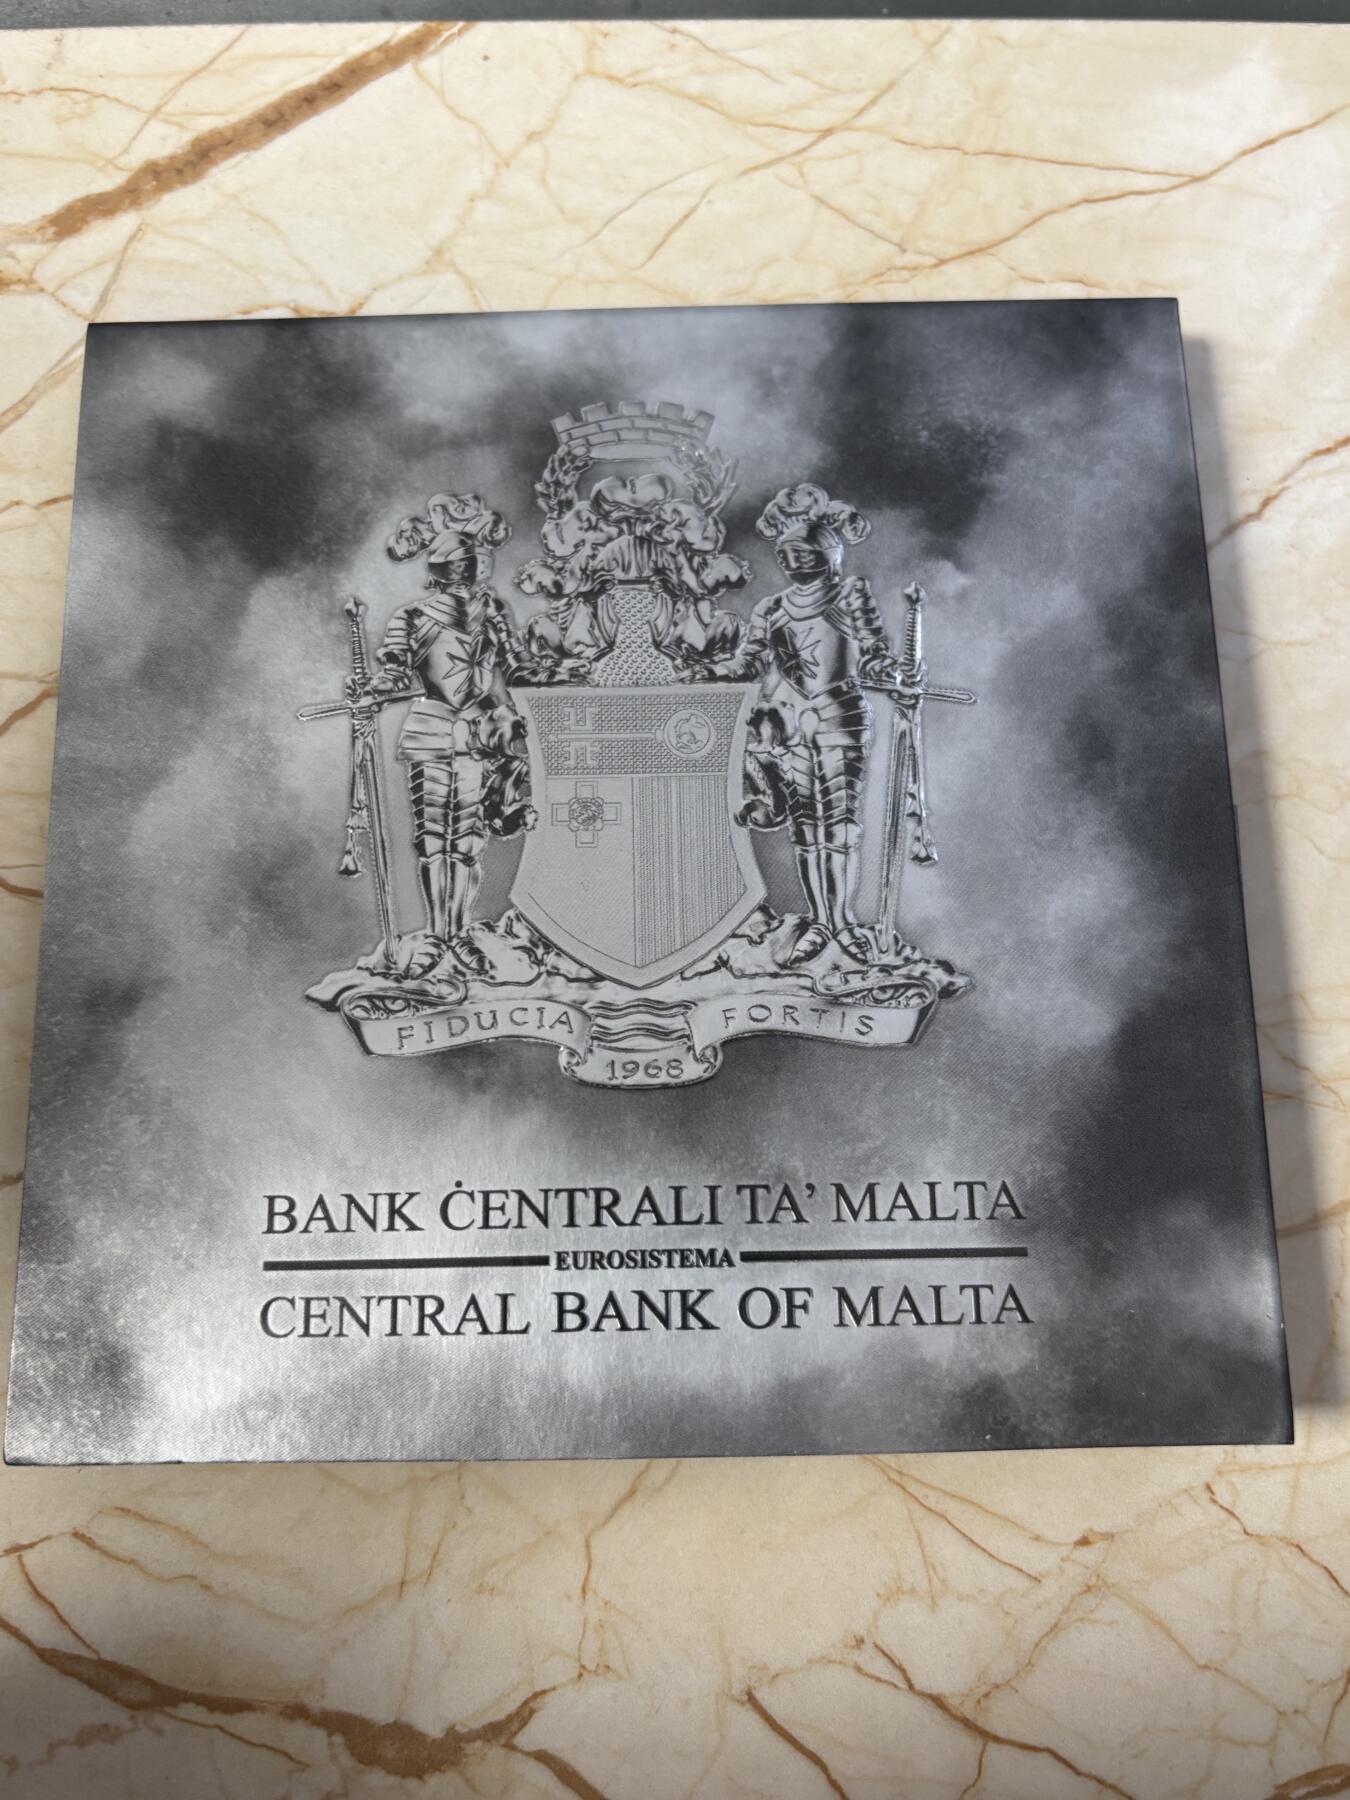 FIDUCIA FORTIS
1968
BANK ĊENTRALI TA’ MALTA
EUROSISTEMA
CENTRAL BANK OF MALTA